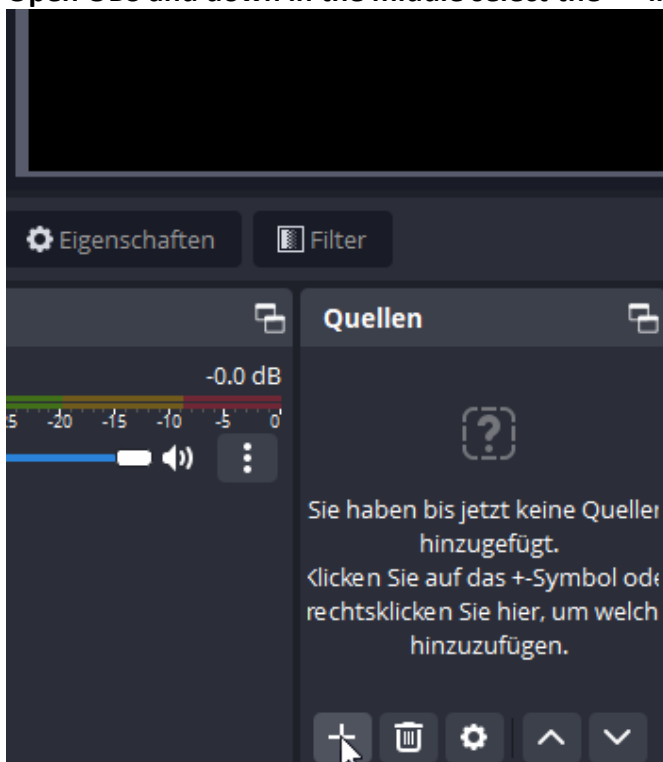 Eigenschaften
Filter
Quellen
-0.0 dB
-20 -15 -10 -5 0
Sie haben bis jetzt keine Queller
hinzugefügt.
Klicken Sie auf das +-Symbol ode
rechtsklicken Sie hier, um welch
hinzuzufügen.